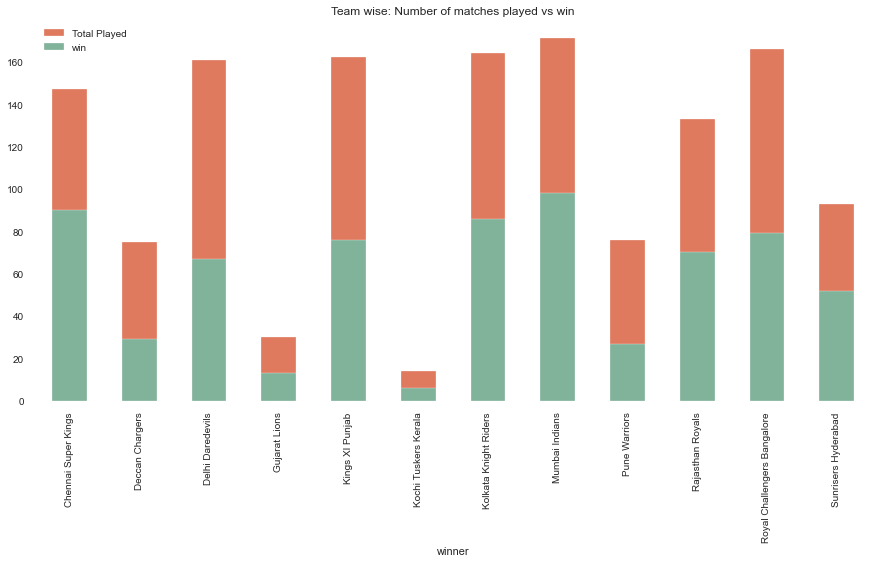 Team wise: Number of matches played vs win
Total Played
win
160
140
120
100
80
60
40
20
0
Chennai Super Kings
Deccan Chargers
Delhi Daredevils
Gujarat Lions
Kings XI Punjab
Kochi Tuskers Kerala
Kolkata Knight Riders
Mumbai Indians
Pune Warriors
Rajasthan Royals
Royal Challengers Bangalore
Sunrisers Hyderabad
winner